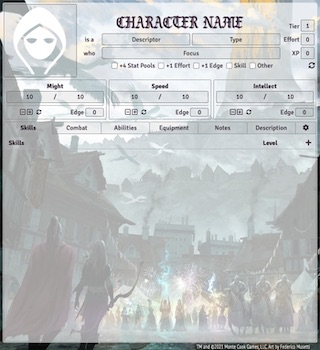 CHARACTER NAME
Tier 1
is a Descriptor Type Effort 0
who Focus XP 0
+4 Stat Pools +1 Effort +1 Edge Skill Other
Might Speed Intellect
10 / 10 10 / 10 10 / 10
Edge 0 Edge 0 Edge 0
Skills Combat Abilities Equipment Notes Description
Skills Level +
TM and ©2021 Monte Cook Games, LLC. Art by Federico Musetti